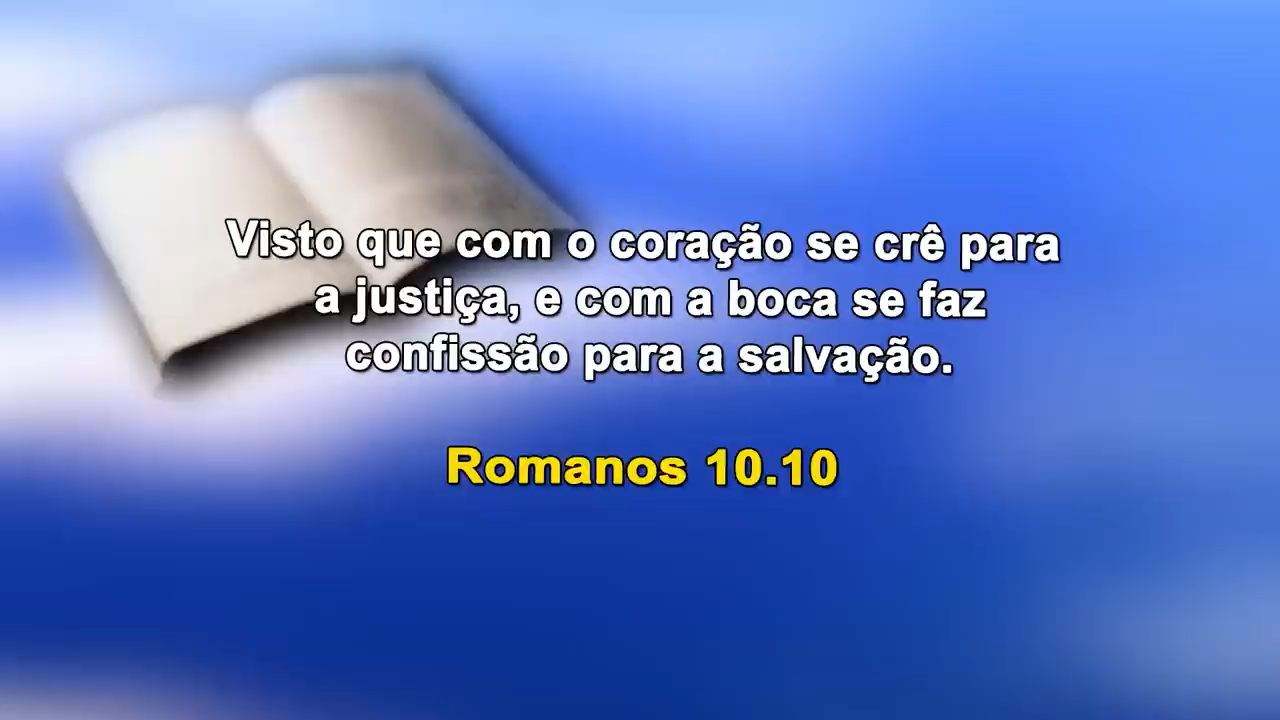 Visto que com o coração se crê para
a justiça, e com a boca se faz
confissão para a salvação.
Romanos 10.10